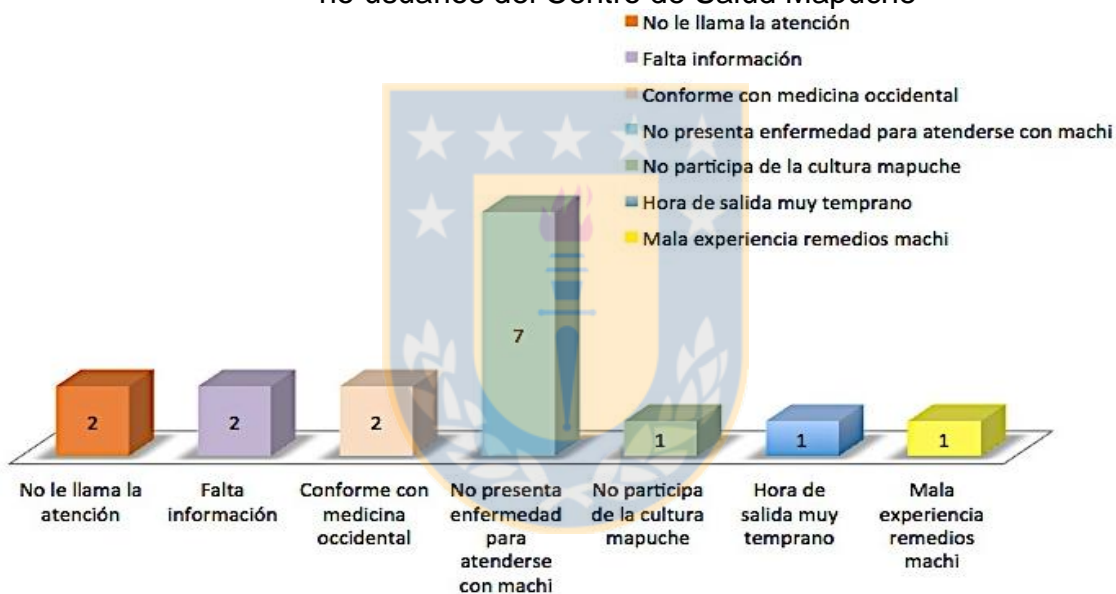 no usuarios del Centro de Salud Mapuche
No le llama la atención
Falta información
Conforme con medicina occidental
No presenta enfermedad para atenderse con machi
No participa de la cultura mapuche
Hora de salida muy temprano
Mala experiencia remedios machi
2
2
2
7
1
1
1
No le llama la
atención
Falta
información
Conforme con
medicina
occidental
No presenta
enfermedad
para
atenderse
con machi
No participa
de la cultura
mapuche
Hora de
salida muy
temprano
Mala
experiencia
remedios
machi